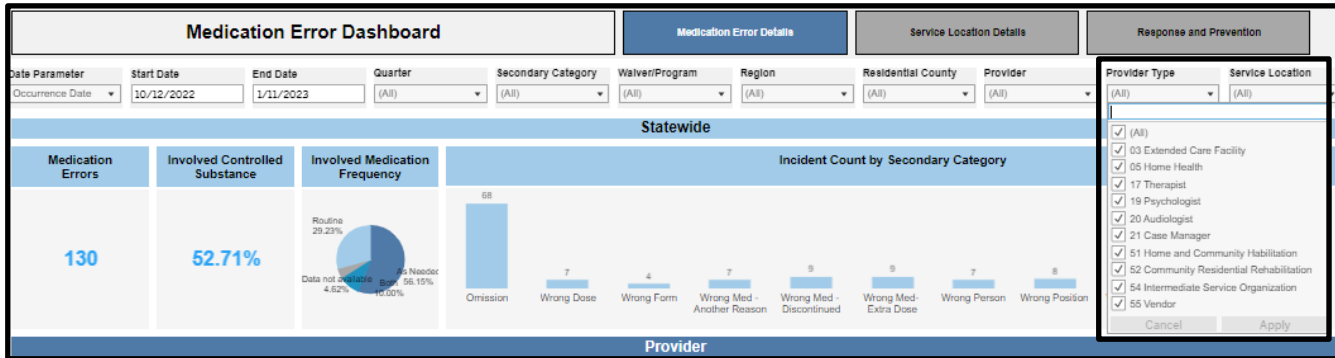 Medication Error Dashboard
Medication Error Details
Service Location Details
Response and Prevention
Date Parameter
Start Date
End Date
Quarter
Secondary Category
Waiver/Program
Region
Residential County
Provider
Provider Type
Service Location
Occurrence Date
10/12/2022
1/11/2023
(All)
(All)
(All)
(All)
(All)
(All)
(All)
(All)
Statewide
Medication
Errors
Involved Controlled
Substance
Involved Medication
Frequency
Incident Count by Secondary Category
130
52.71%
Routine
29.23%
Data not available
4.62%
Both
10.00%
As Needed
56.15%
68
7
4
7
9
9
7
8
Omission
Wrong Dose
Wrong Form
Wrong Med -
Another Reason
Wrong Med -
Discontinued
Wrong Med-
Extra Dose
Wrong Person
Wrong Position
(All)
03 Extended Care Facility
05 Home Health
17 Therapist
19 Psychologist
20 Audiologist
21 Case Manager
51 Home and Community Habilitation
52 Community Residential Rehabilitation
54 Intermediate Service Organization
55 Vendor
Cancel
Apply
Provider